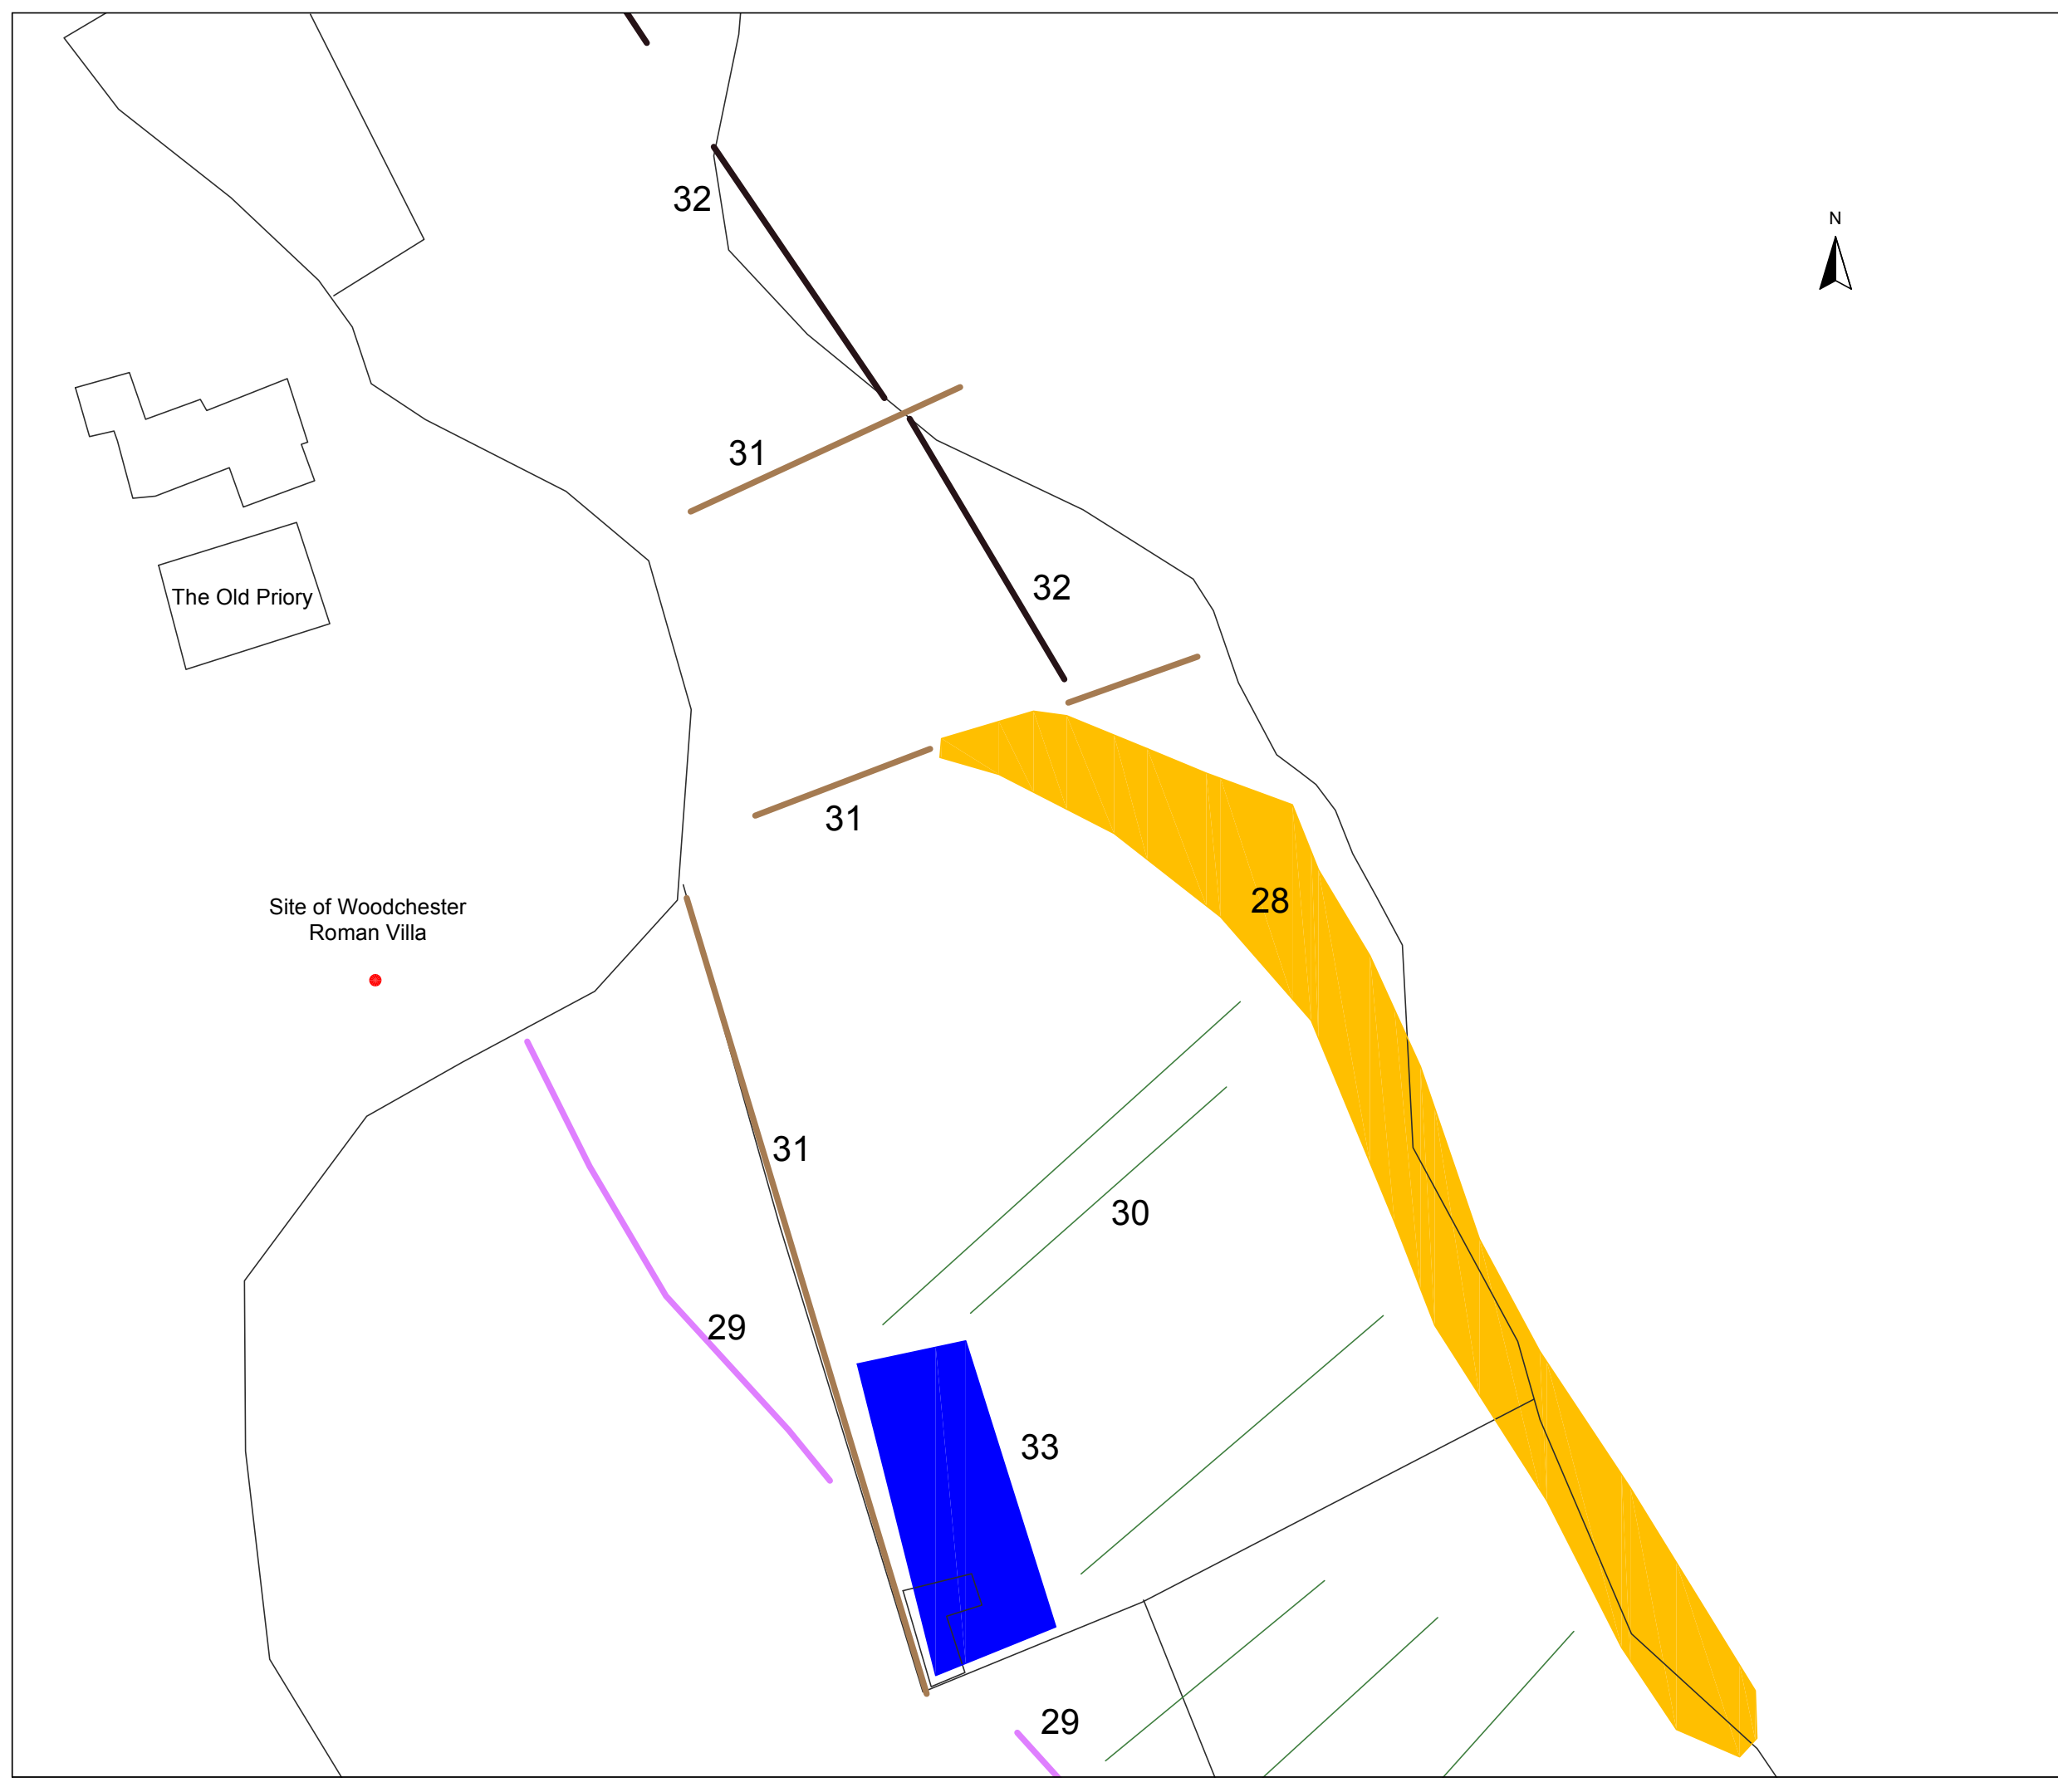 32
N
31
32
The Old Priory
31
28
Site of Woodchester
Roman Villa
31
30
29
33
29